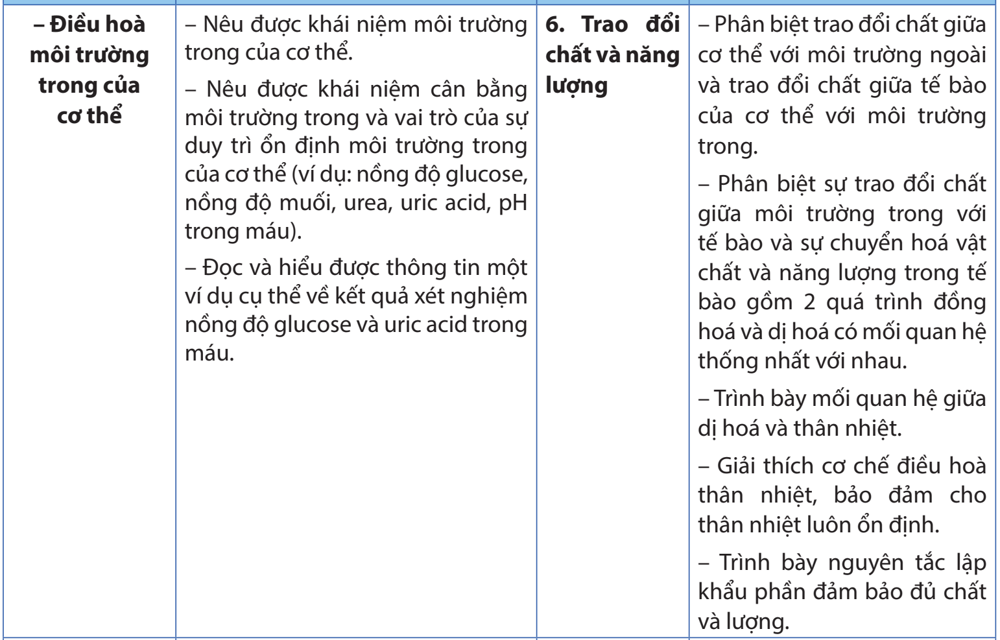 – Điều hoà
môi trường
trong của
cơ thể
– Nêu được khái niệm môi trường
trong của cơ thể.
– Nêu được khái niệm cân bằng
môi trường trong và vai trò của sự
duy trì ổn định môi trường trong
của cơ thể (ví dụ: nồng độ glucose,
nồng độ muối, urea, uric acid, pH
trong máu).
– Đọc và hiểu được thông tin một
ví dụ cụ thể về kết quả xét nghiệm
nồng độ glucose và uric acid trong
máu.
6. Trao đổi
chất và năng
lượng
– Phân biệt trao đổi chất giữa
cơ thể với môi trường ngoài
và trao đổi chất giữa tế bào
của cơ thể với môi trường
trong.
– Phân biệt sự trao đổi chất
giữa môi trường trong với
tế bào và sự chuyển hoá vật
chất và năng lượng trong tế
bào gồm 2 quá trình đồng
hoá và dị hoá có mối quan hệ
thống nhất với nhau.
– Trình bày mối quan hệ giữa
dị hoá và thân nhiệt.
– Giải thích cơ chế điều hoà
thân nhiệt, bảo đảm cho
thân nhiệt luôn ổn định.
– Trình bày nguyên tắc lập
khẩu phần đảm bảo đủ chất
và lượng.